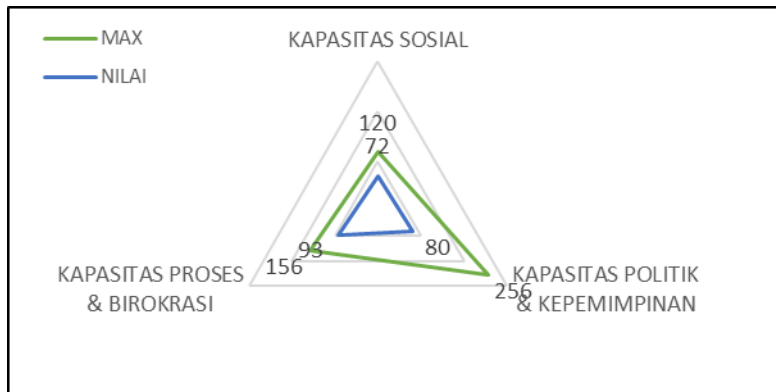 MAX
NILAI
KAPASITAS SOSIAL
120
72
93
156
KAPASITAS PROSES
& BIROKRASI
80
256
KAPASITAS POLITIK
& KEPEMIMPINAN